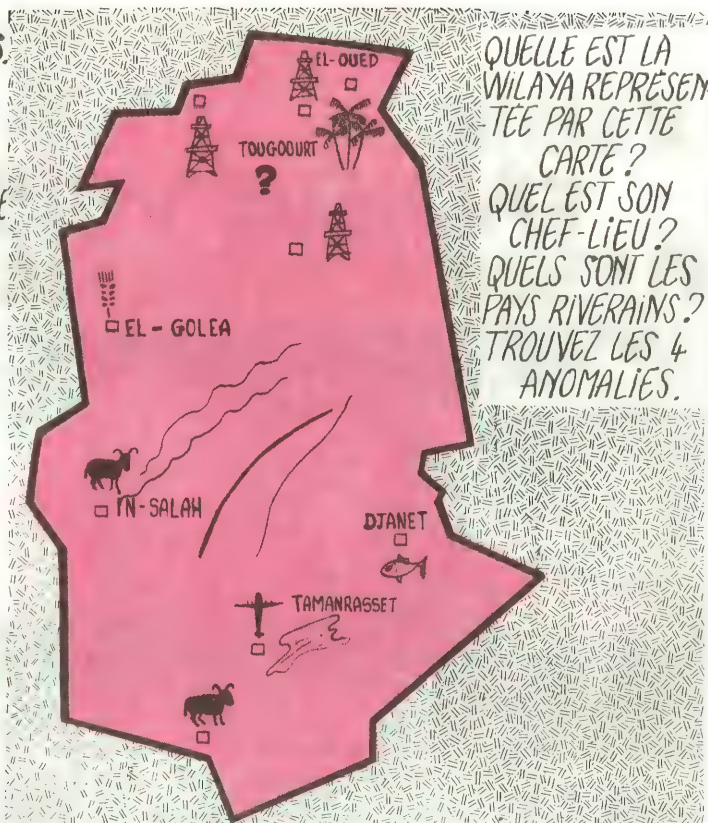 EL-OUED
TOUGOURT
?
EL-GOLEA
IN-SALAH
DJANET
TAMANRASSET
QUELLE EST LA
WiLAYA REPRÉSEN
-TÉE PAR CETTE
CARTE?
QUEL EST SON
CHEF-LiEU?
QUELS SONT LES
PAYS RiVERAiNS?
TROUVEZ LES 4
ANOMALiES.